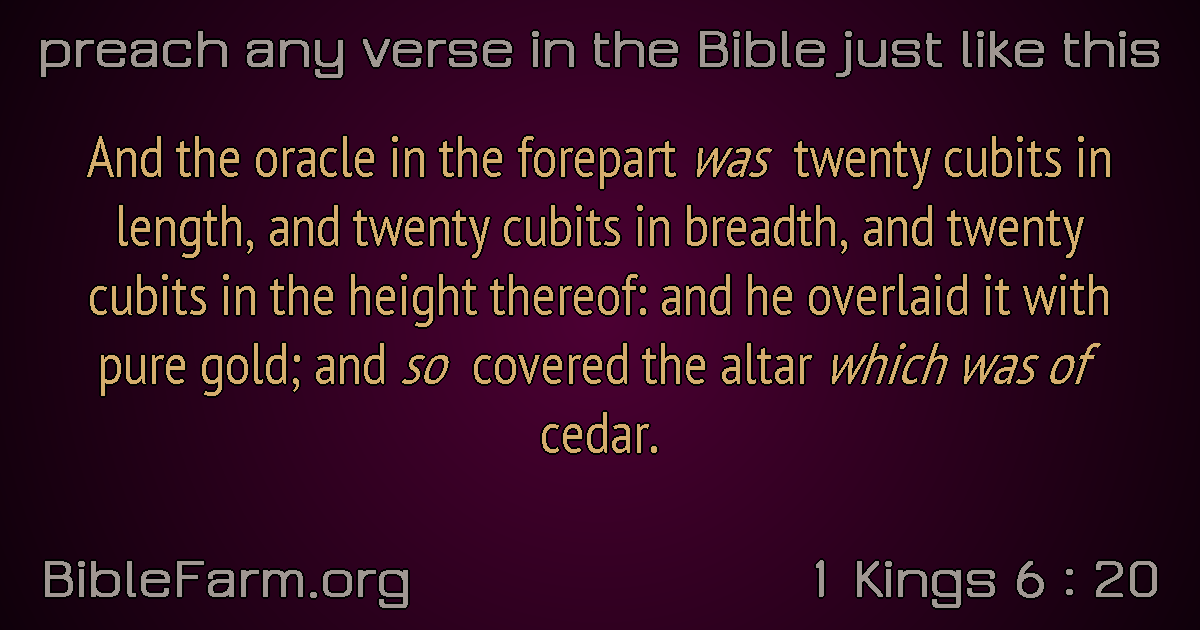 preach any verse in the Bible just like this
And the oracle in the forepart was twenty cubits in
length, and twenty cubits in breadth, and twenty
cubits in the height thereof: and he overlaid it with
pure gold; and so covered the altar which was of
cedar.
BibleFarm.org
1 Kings 6 : 20